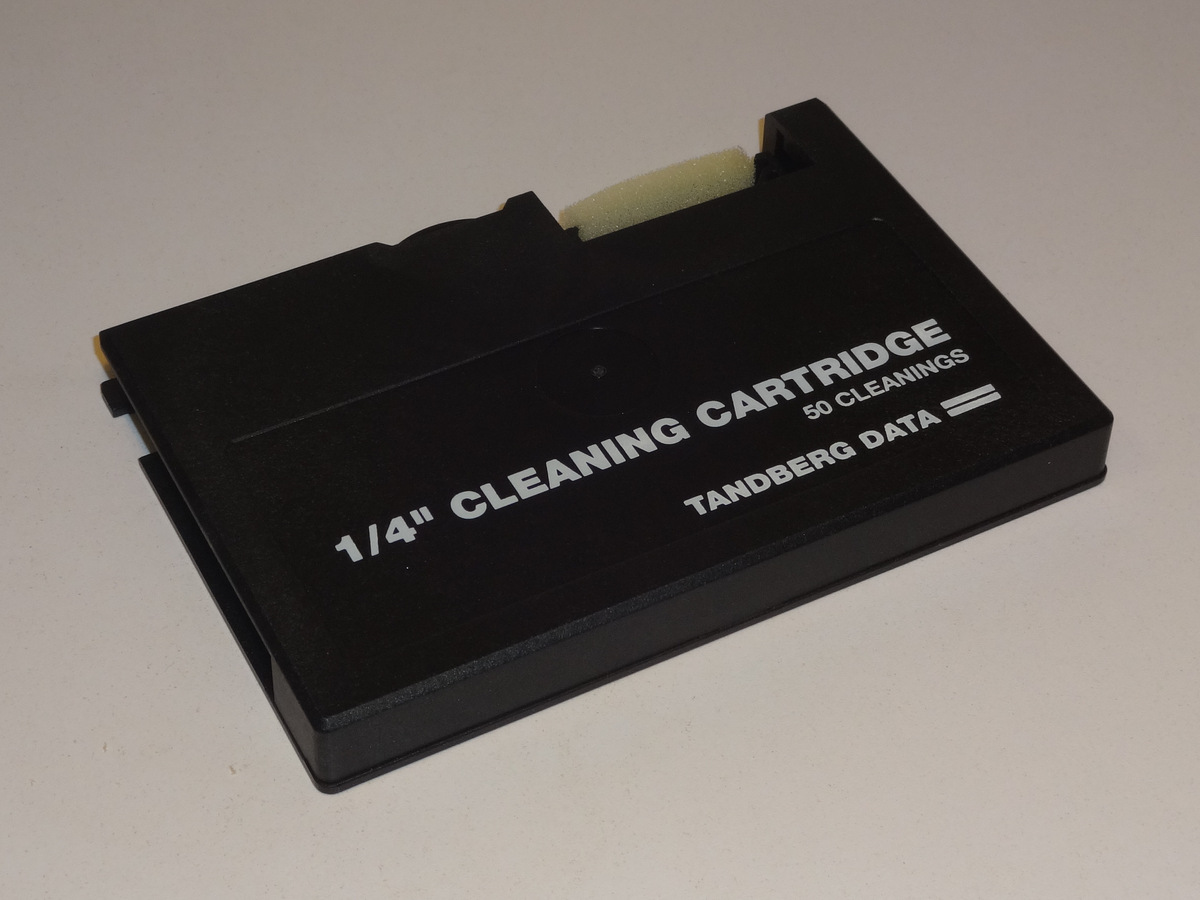 1/4" CLEANING CARTRIDGE
50 CLEANINGS
TANDBERG DATA